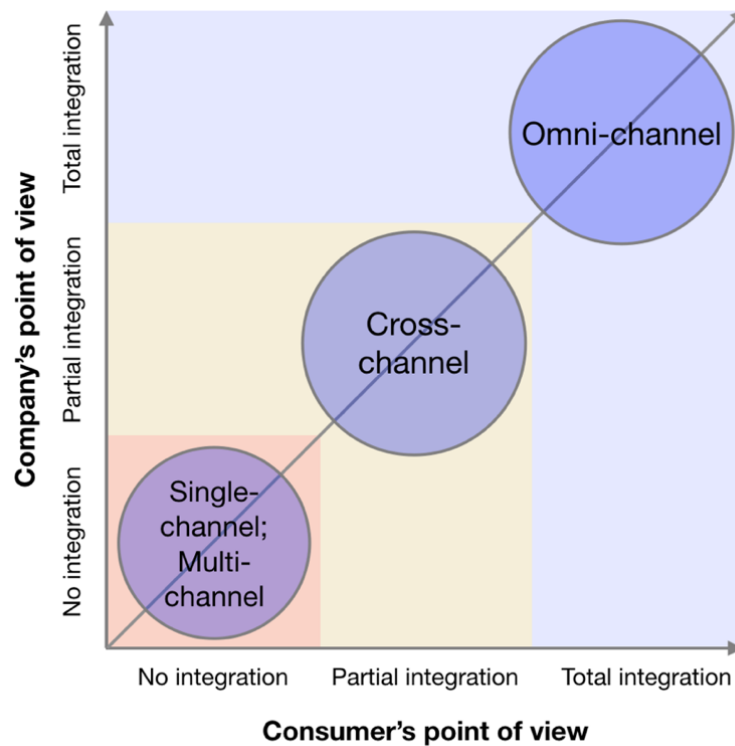 Company's point of view
Total integration
Partial integration
No integration
Omni-channel
Cross-
channel
Single-
channel;
Multi-
channel
No integration
Partial integration
Total integration
Consumer's point of view